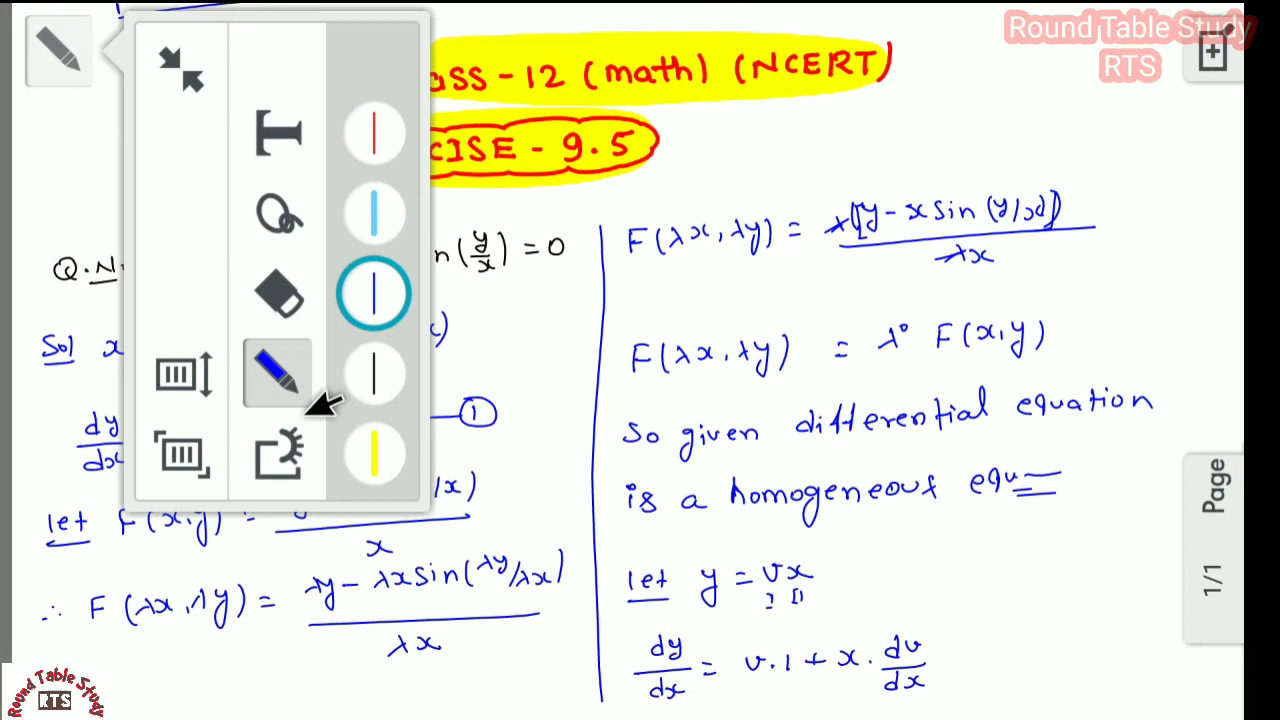 Round Table Study
RTS
ASS-12 (math) (NCERT)
CISE - 9.5
Q.N
n(y/x) = 0
Sol x
x)
dy/dx
①
let F(x,y) = /x) / x
∴ F(λx,λy) = λy - λx sin(λy/λx) / λx
F(λx,λy) = λ[y - x sin(y/x)] / λx
F(λx,λy) = λ° F(x,y)
So given differential equation
is a homogeneous equn
let y = vx
dy/dx = v.1 + x.dv/dx
Page
1/1
Round Table Study
RTS